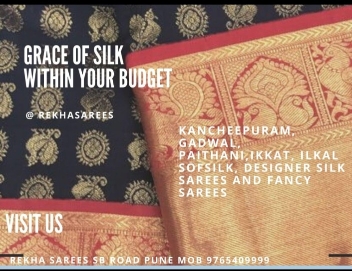 GRACE OF SILK
WITHIN YOUR BUDGET
@ REKHASAREES
KANCHEEPURAM,
GADWAL,
PAITHANI,IKKAT, ILKAL
SOFSILK, DESIGNER SILK
SAREES AND FANCY
SAREES
VISIT US
REKHA SAREES SB ROAD PUNE MOB 9765409999